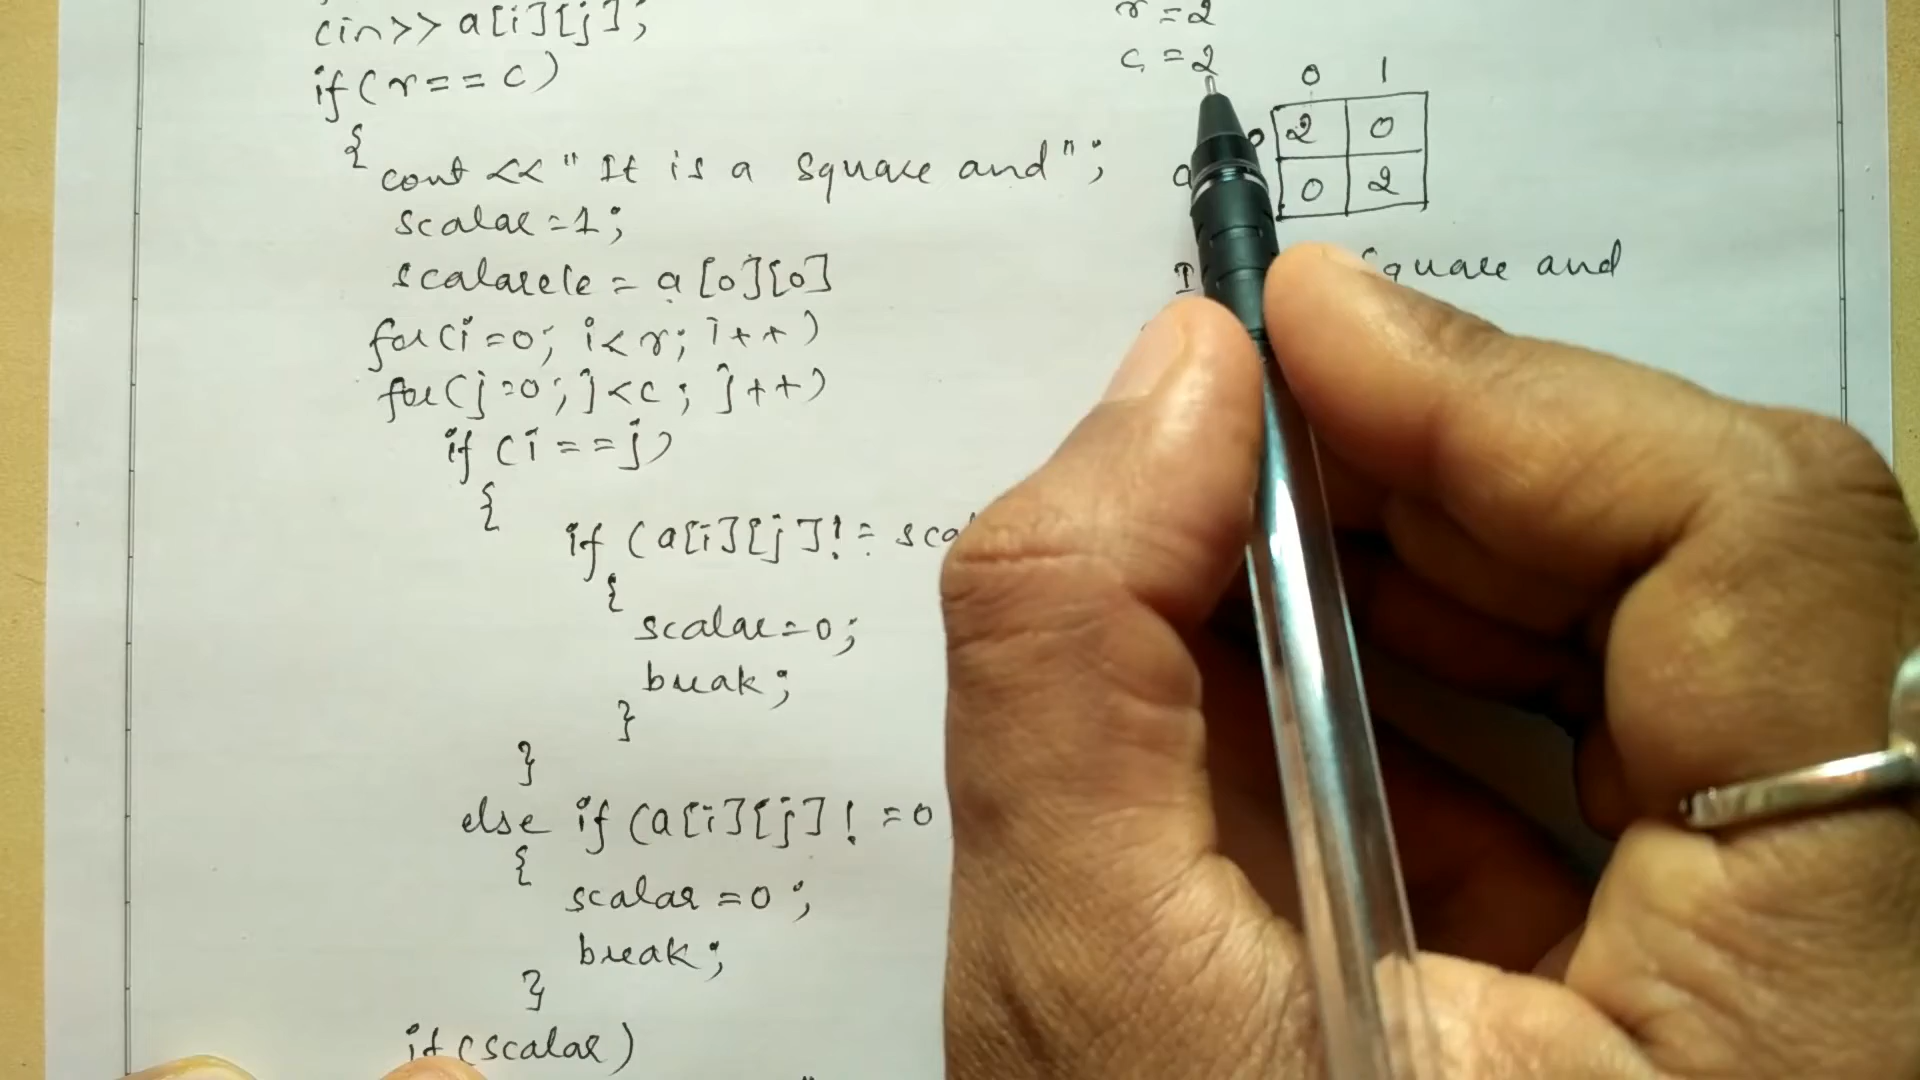 cin>> a[i][j];
if(r==c)
{
cout <<" It is a square and";
scalar=1;
scalarele = a[0][0]
for(i=0; i<r; i++)
for(j=0; j<c; j++)
if (i==j)
{
if (a[i][j]!= sca
{
scalar=0;
break;
}
}
else if (a[i][j]! =0
{
scalar =0;
break;
}
if (scalar)
r=2
c=2
0 1
0 2 0
a 0 2
I square and